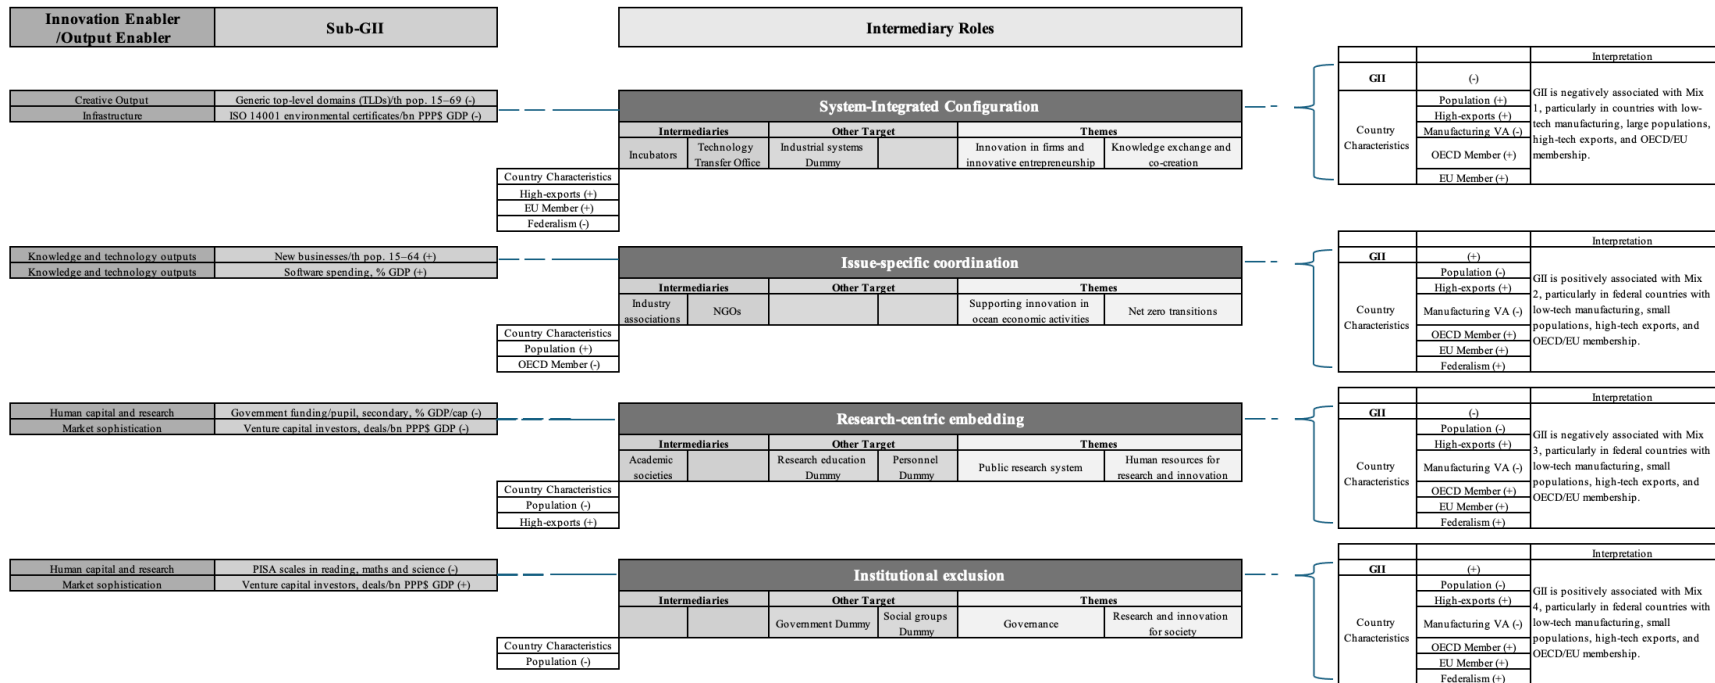 Innovation Enabler
/Output Enabler
Sub-GII
Intermediary Roles
Creative Output
Generic top-level domains (TLDs)/th pop. 15–69 (-)
Infrastructure
ISO 14001 environmental certificates/bn PPP$ GDP (-)
System-Integrated Configuration
Intermediaries
Other Target
Themes
Incubators
Technology
Transfer Office
Industrial systems
Dummy
Innovation in firms and
innovative entrepreneurship
Knowledge exchange and
co-creation
Country Characteristics
High-exports (+)
EU Member (+)
Federalism (-)
Interpretation
GII
(-)
Country
Characteristics
Population (+)
High-exports (+)
Manufacturing VA (-)
OECD Member (+)
EU Member (+)
GII is negatively associated with Mix
1, particularly in countries with low-
tech manufacturing, large populations,
high-tech exports, and OECD/EU
membership.
Knowledge and technology outputs
New businesses/th pop. 15–64 (+)
Knowledge and technology outputs
Software spending, % GDP (+)
Issue-specific coordination
Intermediaries
Other Target
Themes
Industry
associations
NGOs
Supporting innovation in
ocean economic activities
Net zero transitions
Country Characteristics
Population (+)
OECD Member (-)
Interpretation
GII
(+)
Country
Characteristics
Population (-)
High-exports (+)
Manufacturing VA (-)
OECD Member (+)
EU Member (+)
Federalism (+)
GII is positively associated with Mix
2, particularly in federal countries with
low-tech manufacturing, small
populations, high-tech exports, and
OECD/EU membership.
Human capital and research
Government funding/pupil, secondary, % GDP/cap (-)
Market sophistication
Venture capital investors, deals/bn PPP$ GDP (-)
Research-centric embedding
Intermediaries
Other Target
Themes
Academic
societies
Research education
Dummy
Personnel
Dummy
Public research system
Human resources for
research and innovation
Country Characteristics
Population (-)
High-exports (+)
Interpretation
GII
(-)
Country
Characteristics
Population (-)
High-exports (+)
Manufacturing VA (-)
OECD Member (+)
EU Member (+)
Federalism (+)
GII is negatively associated with Mix
3, particularly in federal countries with
low-tech manufacturing, small
populations, high-tech exports, and
OECD/EU membership.
Human capital and research
PISA scales in reading, maths and science (-)
Market sophistication
Venture capital investors, deals/bn PPP$ GDP (+)
Institutional exclusion
Intermediaries
Other Target
Themes
Government Dummy
Social groups
Dummy
Governance
Research and innovation
for society
Country Characteristics
Population (-)
Interpretation
GII
(+)
Country
Characteristics
Population (-)
High-exports (+)
Manufacturing VA (-)
OECD Member (+)
EU Member (+)
Federalism (+)
GII is positively associated with Mix
4, particularly in federal countries with
low-tech manufacturing, small
populations, high-tech exports, and
OECD/EU membership.